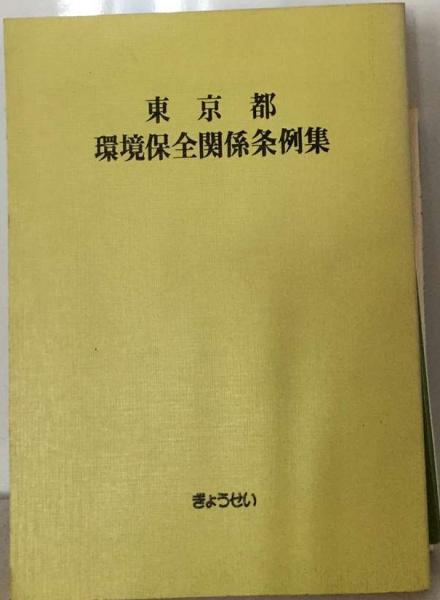 東京都
環境保全関係条例集
ぎょうせい